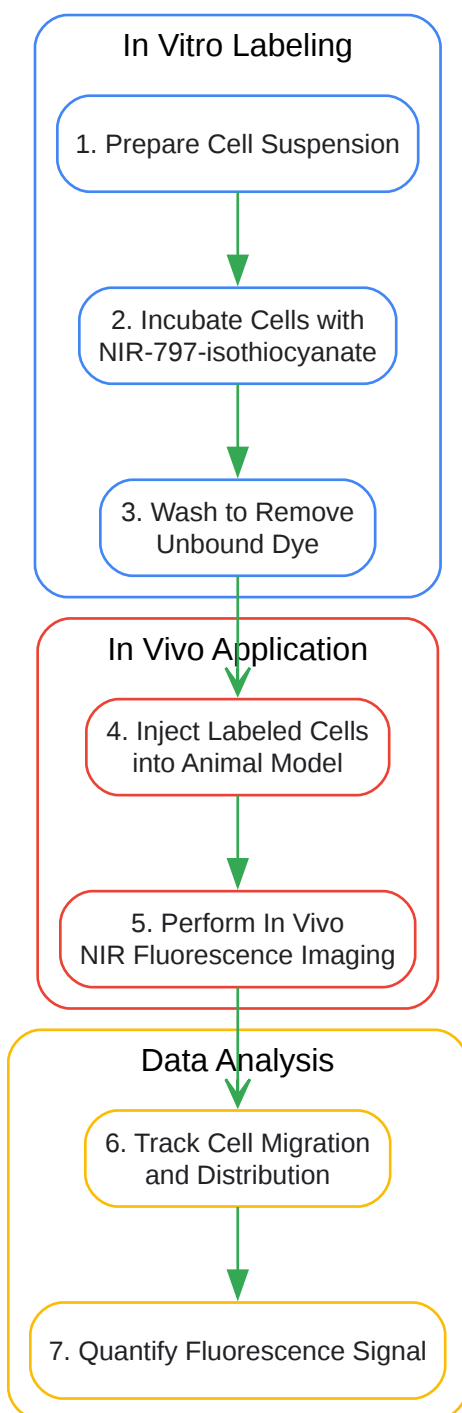 In Vitro Labeling
1. Prepare Cell Suspension
2. Incubate Cells with
NIR-797-isothiocyanate
3. Wash to Remove
Unbound Dye
In Vivo Application
4. Inject Labeled Cells
into Animal Model
5. Perform In Vivo
NIR Fluorescence Imaging
Data Analysis
6. Track Cell Migration
and Distribution
7. Quantify Fluorescence Signal